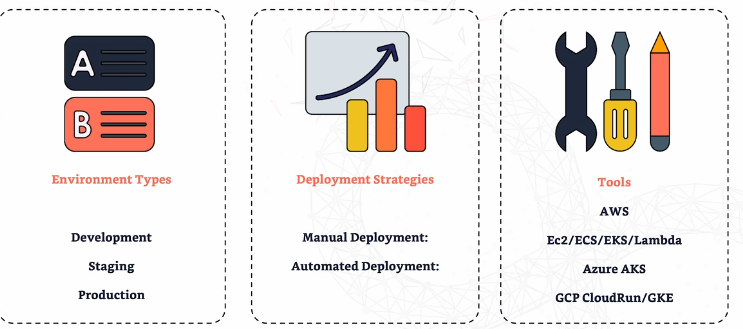 A
B
Environment Types
Development
Staging
Production
Deployment Strategies
Manual Deployment:
Automated Deployment:
Tools
AWS
Ec2/ECS/EKS/Lambda
Azure AKS
GCP CloudRun/GKE